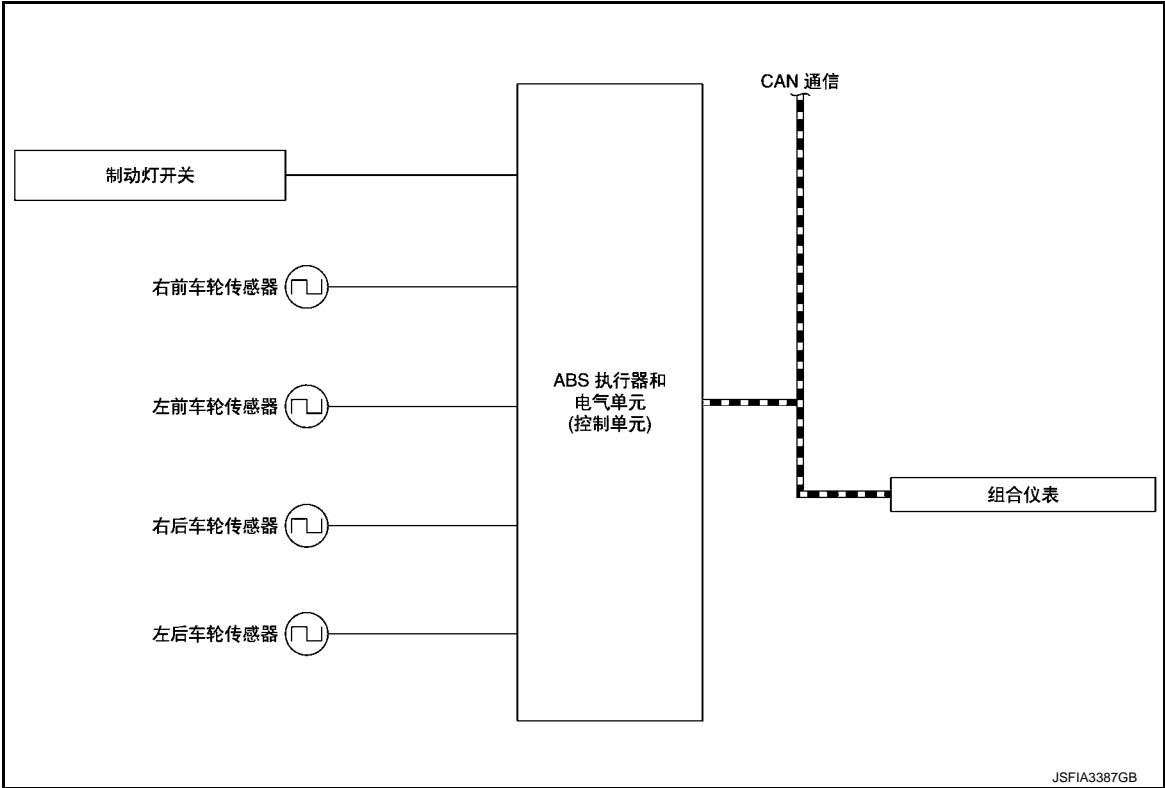 CAN 通信
制动灯开关
右前车轮传感器
左前车轮传感器
ABS 执行器和
电气单元
(控制单元)
组合仪表
右后车轮传感器
左后车轮传感器
JSFIA3387GB